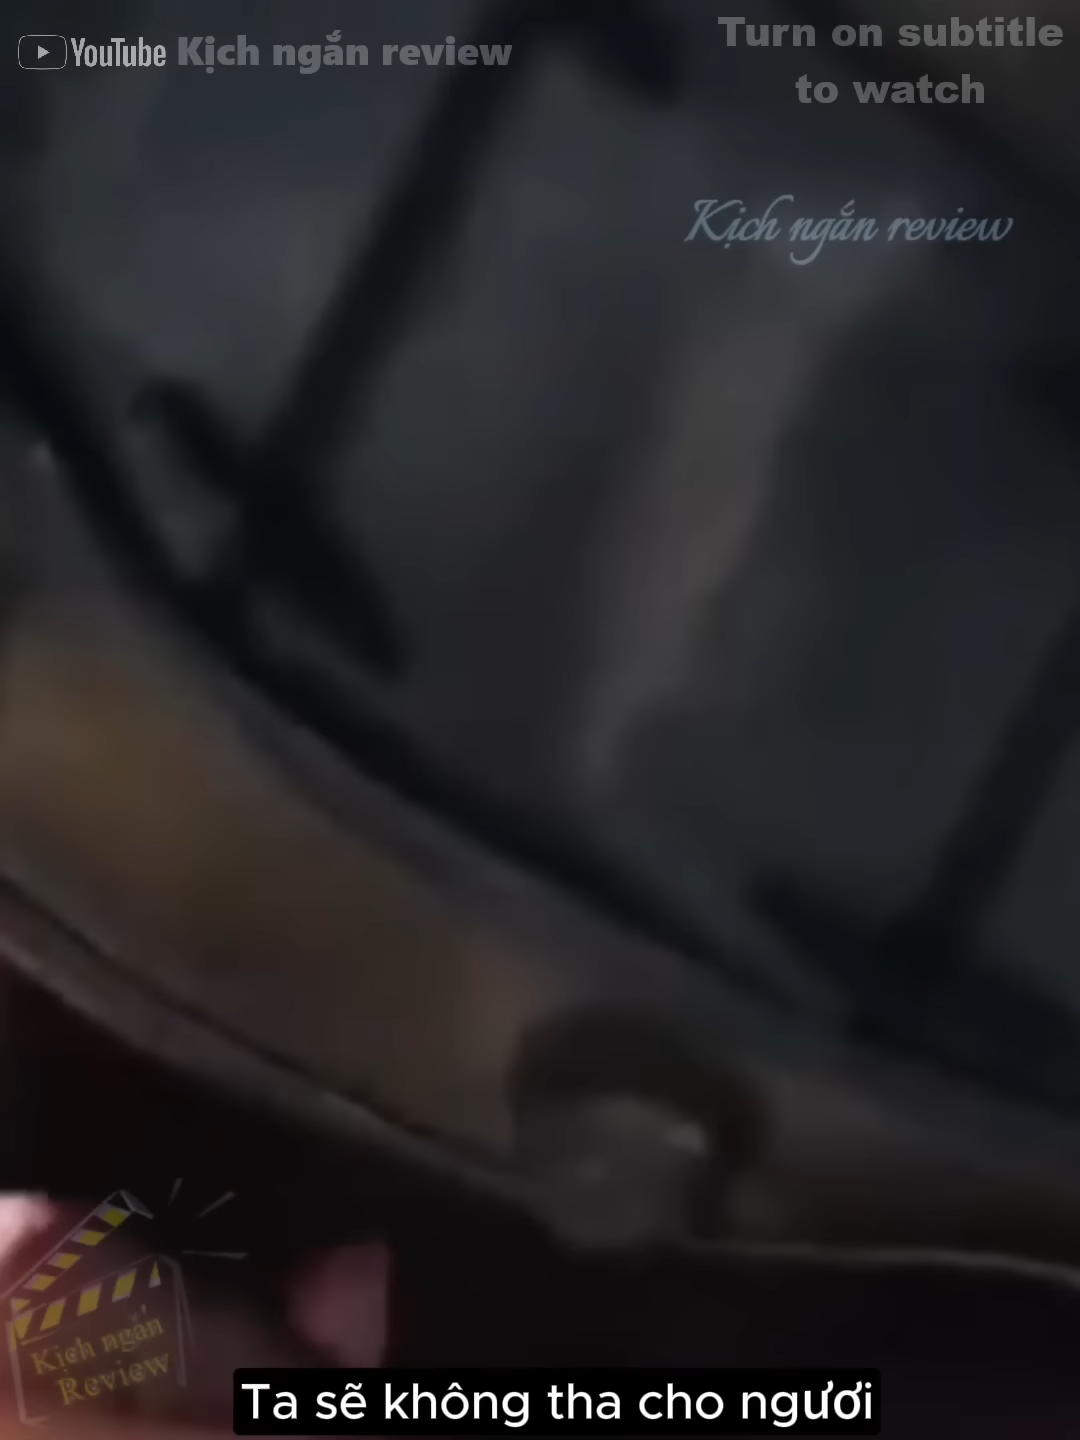 YouTube Kịch ngắn review
Turn on subtitle
to watch
Kịch ngắn review
Kịch ngắn
Review
Ta sẽ không tha cho ngươi